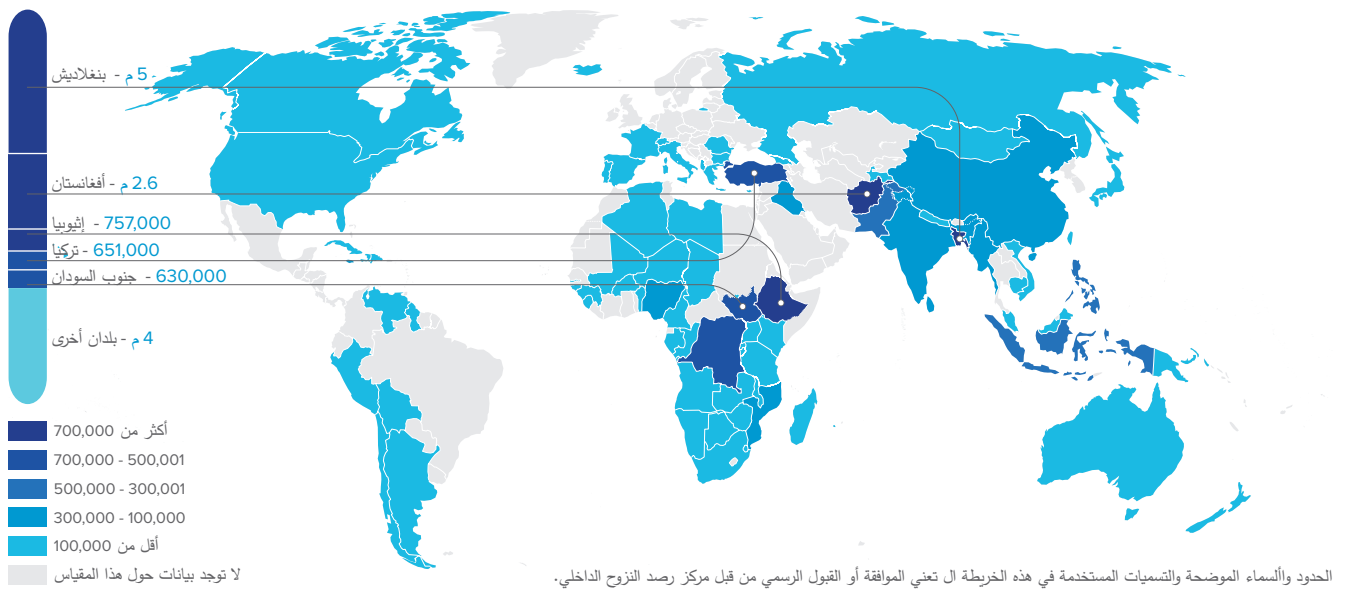 بنغلاديش - 5 م -
أفغانستان - 2.6 م
إثيوبيا - 757,000
تركيا - 651,000
جنوب السودان - 630,000
بلدان أخرى - 4 م
أكثر من 700,000
700,000 - 500,001
500,000 - 300,001
300,000 - 100,000
أقل من 100,000
لا توجد بيانات حول هذا المقياس
الحدود واألسماء الموضحة والتسميات المستخدمة في هذه الخريطة ال تعني الموافقة أو القبول الرسمي من قبل مركز رصد النزوح الداخلي.